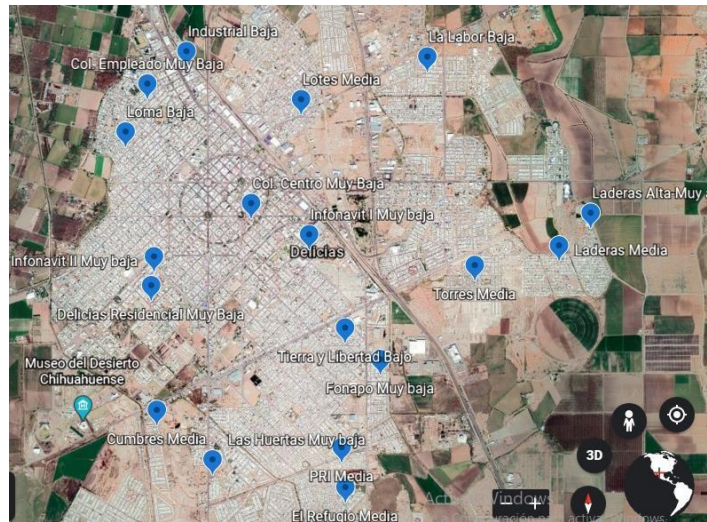 Industrial Baja
La Labor Baja
Col. Empleado Muy Baja
Lotes Media
Loma Baja
Col. Centro Muy Baja
Laderas Alta-Muy a
Infonavit I Muy baja
Delicias
Laderas Media
Infonavit II Muy baja
Torres Media
Delicias Residencial Muy Baja
Tierra y Libertad Bajo
Museo del Desierto
Chihuahuense
Fonapo Muy baja
Cumbres Media
Las Huertas Muy baja
3D
PRI Media
El Refugio Media